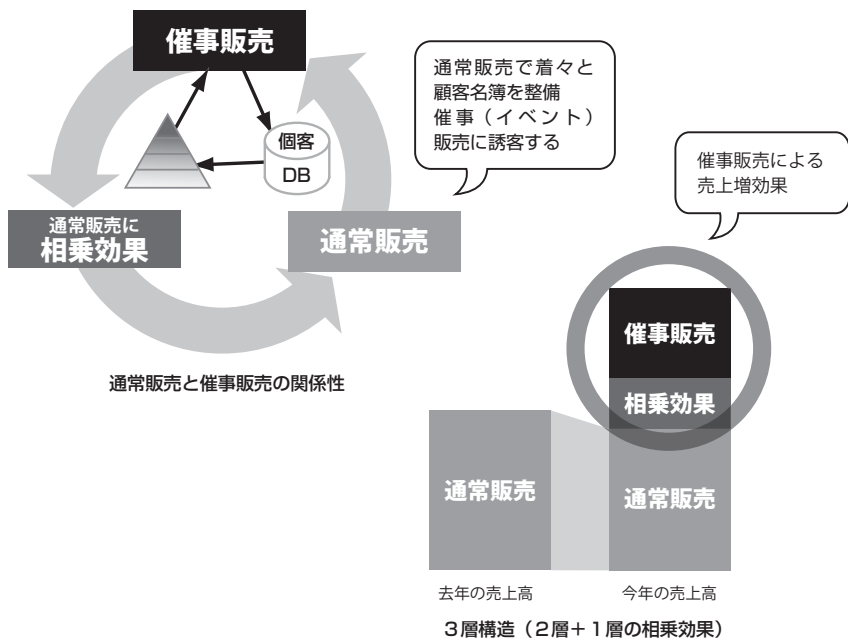 催事販売
個客
DB
通常販売に
相乗効果
通常販売
通常販売で着々と
顧客名簿を整備
催事（イベント）
販売に誘客する
通常販売と催事販売の関係性
催事販売による
売上増効果
催事販売
相乗効果
通常販売
通常販売
去年の売上高
今年の売上高
３層構造（２層＋１層の相乗効果）